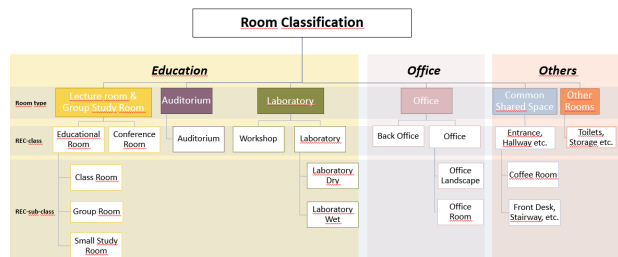 Room Classification
Education
Office
Others
Room type
Lecture room &
Group Study Room
Auditorium
Laboratory
Office
Common
Shared Space
Other
Rooms
REC-class
Educational
Room
Conference
Room
Auditorium
Workshop
Laboratory
Back Office
Office
Entrance,
Hallway etc.
Toilets,
Storage etc.
REC-sub-class
Class Room
Group Room
Small Study
Room
Laboratory
Dry
Laboratory
Wet
Office
Landscape
Office
Room
Coffee Room
Front Desk,
Stairway, etc.